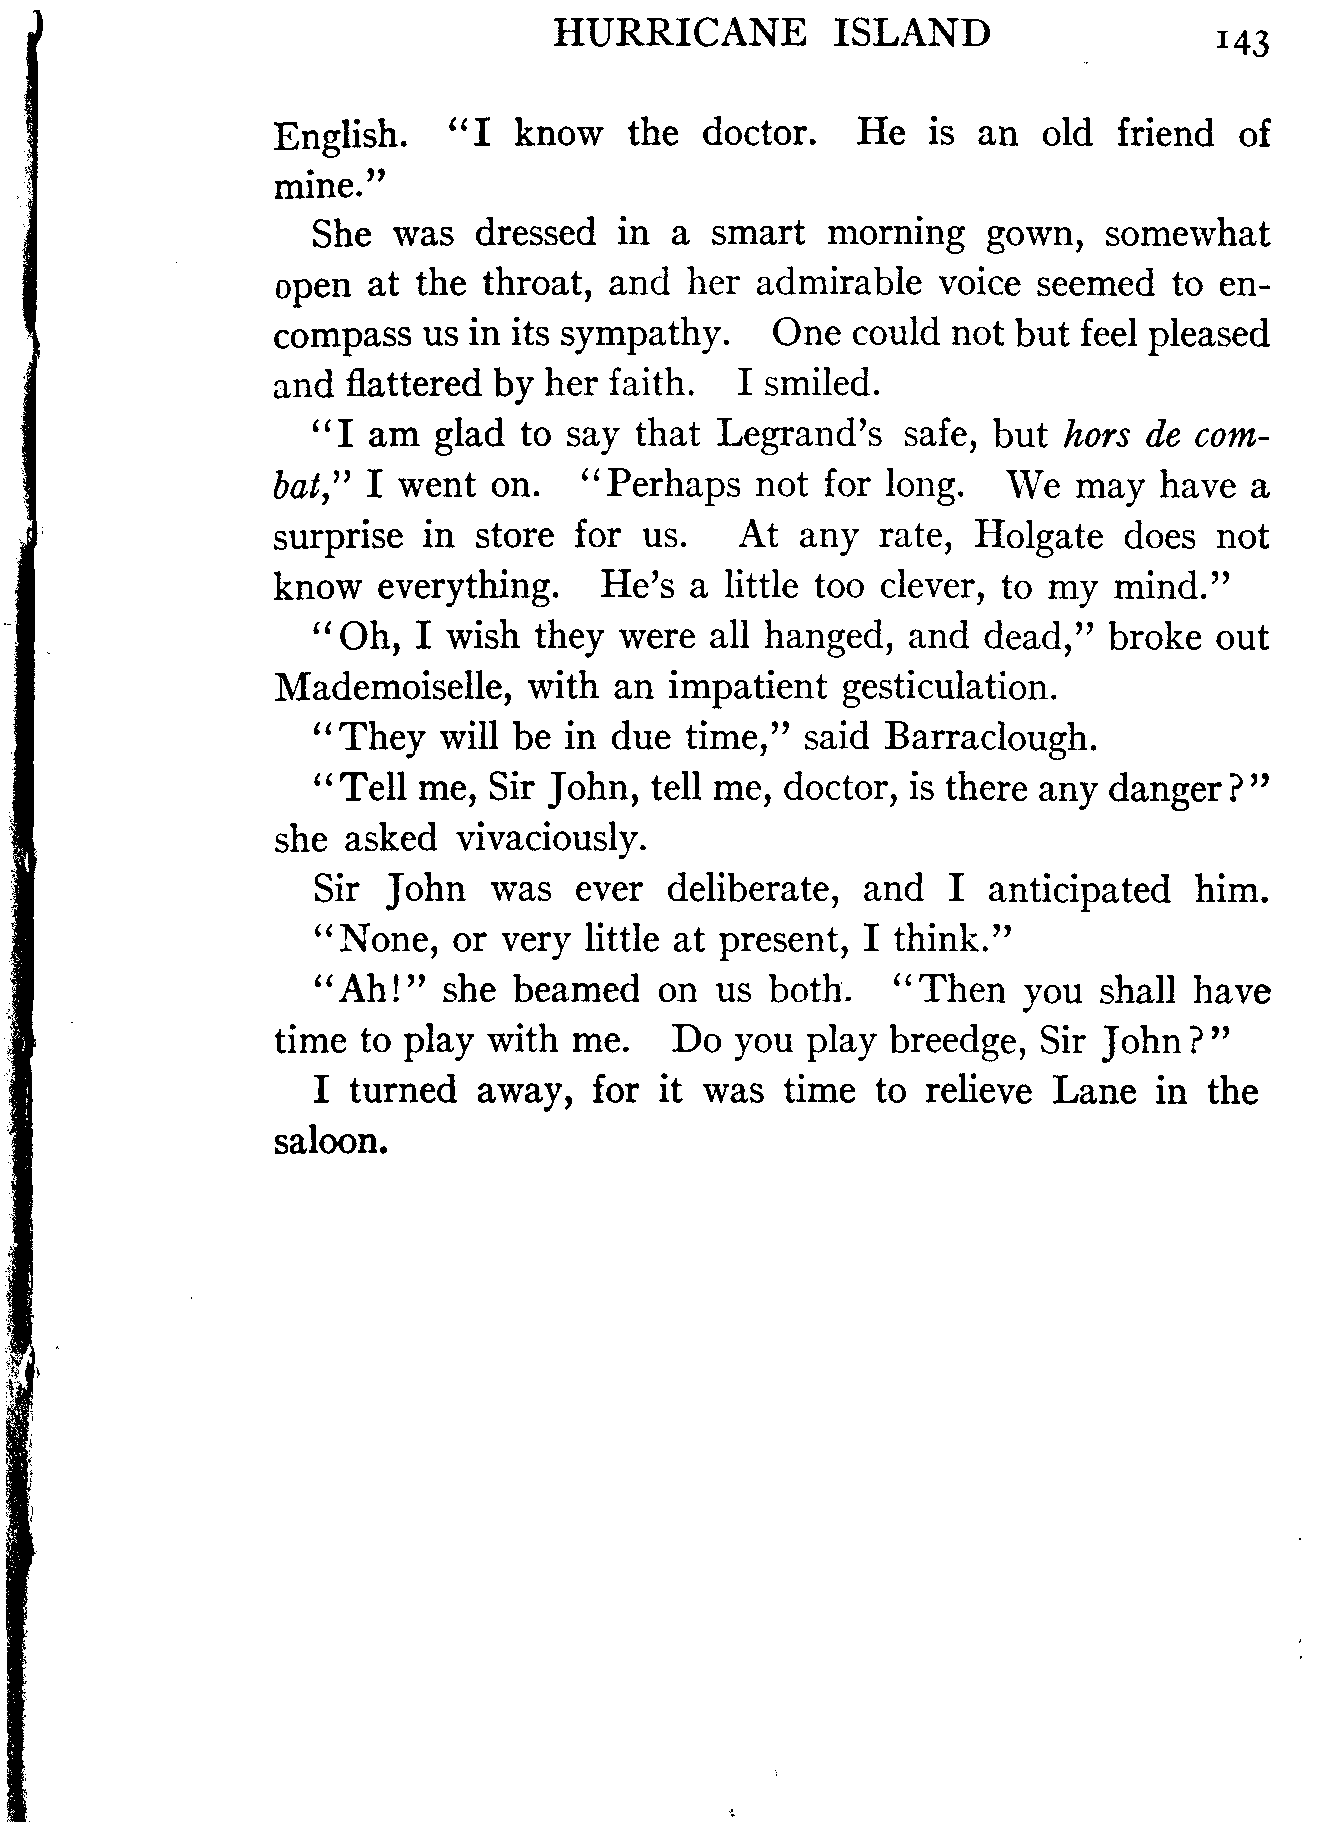 HURRICANE ISLAND 143
English. "I know the doctor. He is an old friend of
mine."
She was dressed in a smart morning gown, somewhat
open at the throat, and her admirable voice seemed to en-
compass us in its sympathy. One could not but feel pleased
and flattered by her faith. I smiled.
"I am glad to say that Legrand's safe, but hors de com-
bat," I went on. "Perhaps not for long. We may have a
surprise in store for us. At any rate, Holgate does not
know everything. He's a little too clever, to my mind."
"Oh, I wish they were all hanged, and dead," broke out
Mademoiselle, with an impatient gesticulation.
"They will be in due time," said Barraclough.
"Tell me, Sir John, tell me, doctor, is there any danger?"
she asked vivaciously.
Sir John was ever deliberate, and I anticipated him.
"None, or very little at present, I think."
"Ah!" she beamed on us both. "Then you shall have
time to play with me. Do you play breedge, Sir John?"
I turned away, for it was time to relieve Lane in the
saloon.